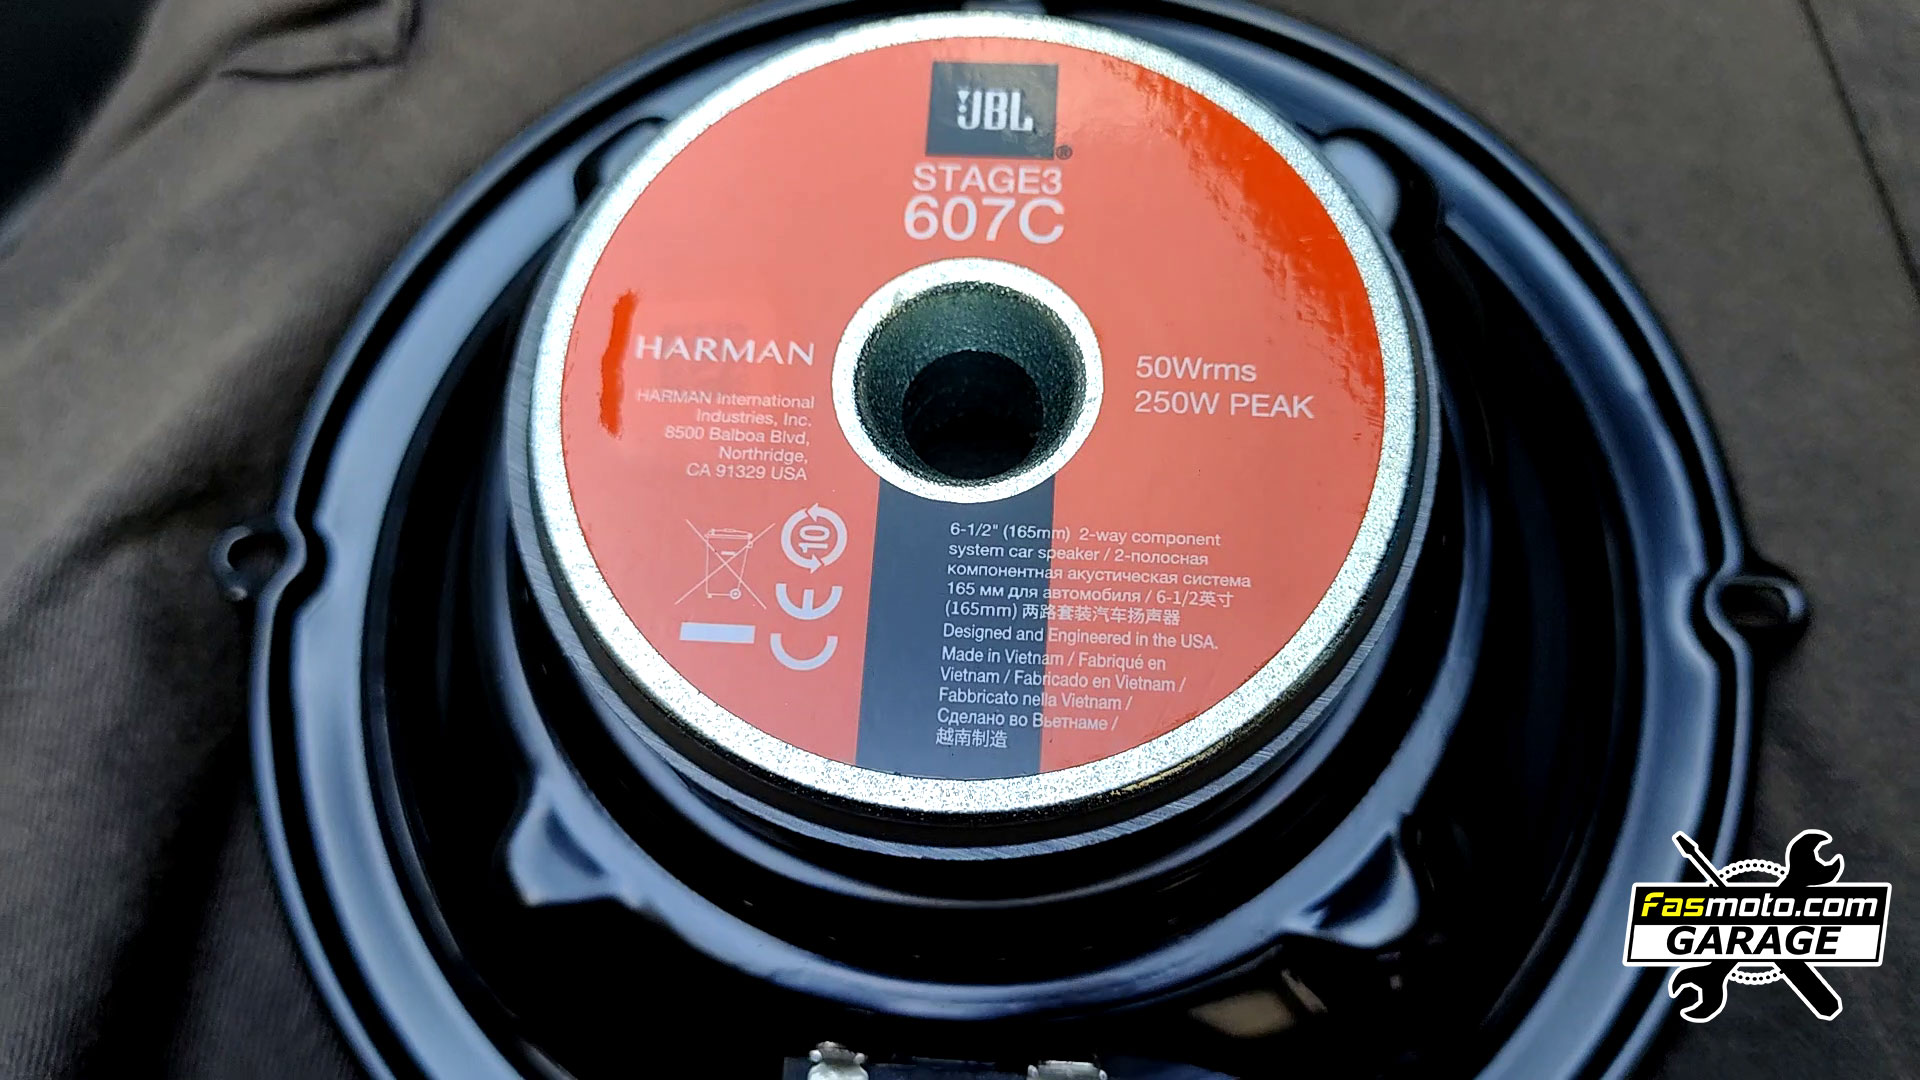 JBL®
STAGE3
607C
HARMAN
HARMAN International
Industries, Inc.
8500 Balboa Blvd,
Northridge,
CA 91329 USA
50Wrms
250W PEAK
10
CE
6-1/2" (165mm) 2-way component
system car speaker / 2-полосная
компонентная акустическая система
165 мм для автомобиля / 6-1/2英寸
(165mm) 两路套装汽车扬声器
Designed and Engineered in the USA.
Made in Vietnam / Fabriqué en
Vietnam / Fabricado en Vietnam /
Fabbricato nella Vietnam /
Сделано во Вьетнаме /
越南制造
Fasmoto.com
GARAGE